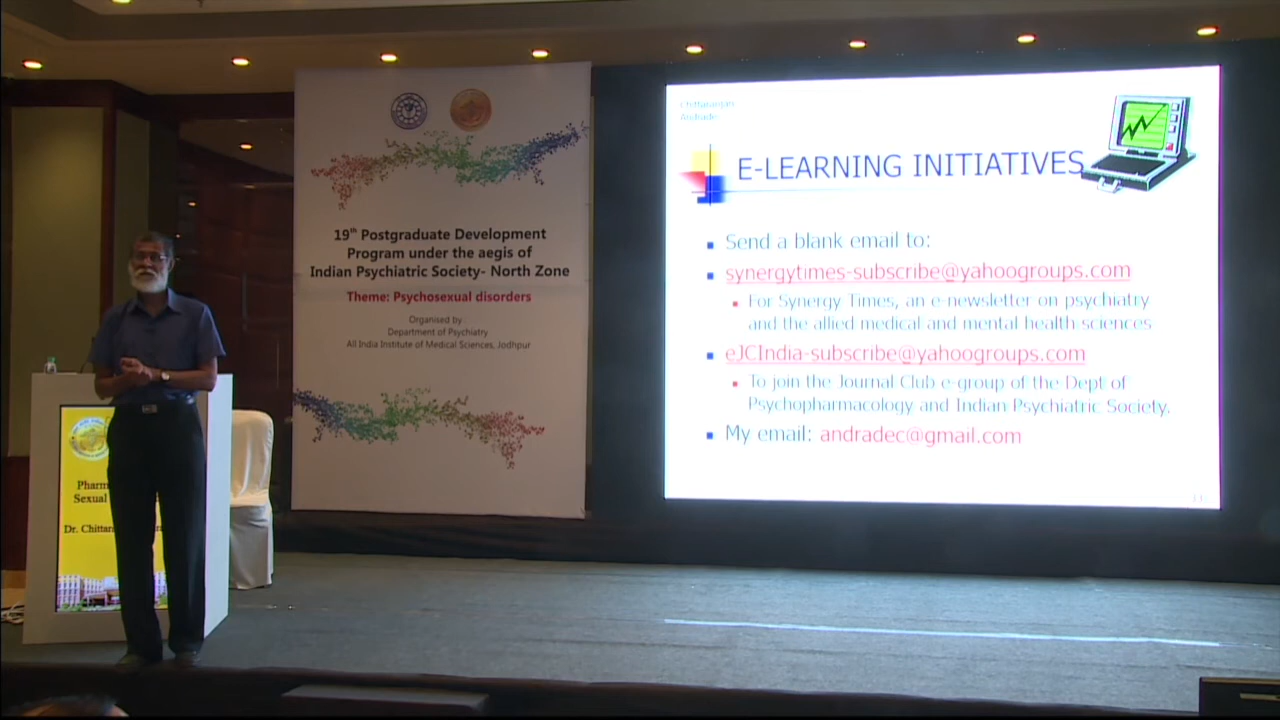 19th Postgraduate Development
Program under the aegis of
Indian Psychiatric Society- North Zone
Theme: Psychosexual disorders
Organised by :
Department of Psychiatry
All India Institute of Medical Sciences, Jodhpur
Chittaranjan
Andrade
E-LEARNING INITIATIVES
Send a blank email to:
synergytimes-subscribe@yahoogroups.com
For Synergy Times, an e-newsletter on psychiatry
and the allied medical and mental health sciences
eJCIndia-subscribe@yahoogroups.com
To join the Journal Club e-group of the Dept of
Psychopharmacology and Indian Psychiatric Society.
My email: andradec@gmail.com
Pharm
Sexual
Dr. Chittar